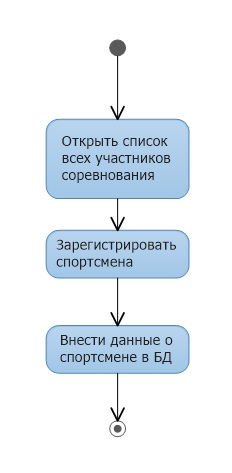 Открыть список
всех участников
соревнования
Зарегистрировать
спортсмена
Внести данные о
спортсмене в БД